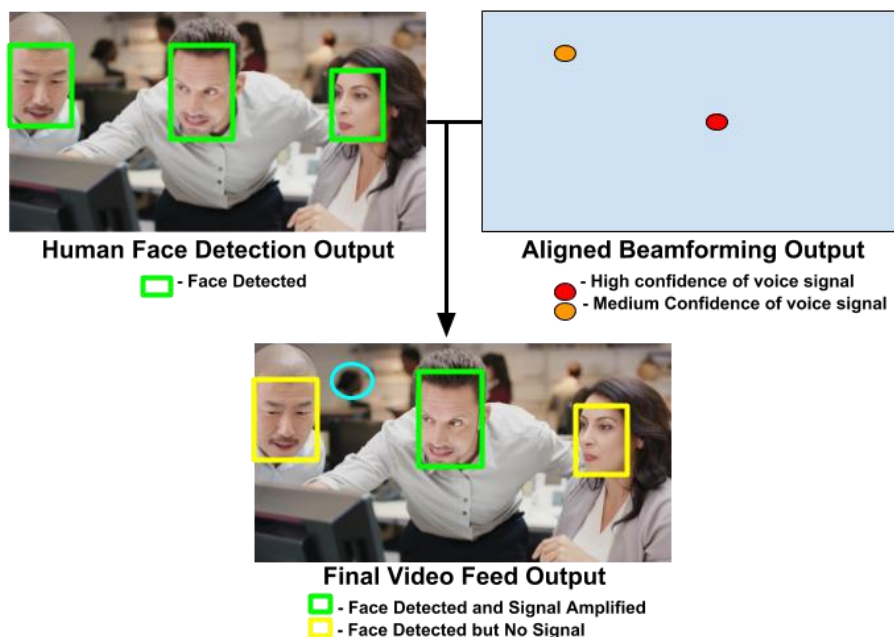 Human Face Detection Output
- Face Detected
Aligned Beamforming Output
- High confidence of voice signal
- Medium Confidence of voice signal
Final Video Feed Output
- Face Detected and Signal Amplified
- Face Detected but No Signal